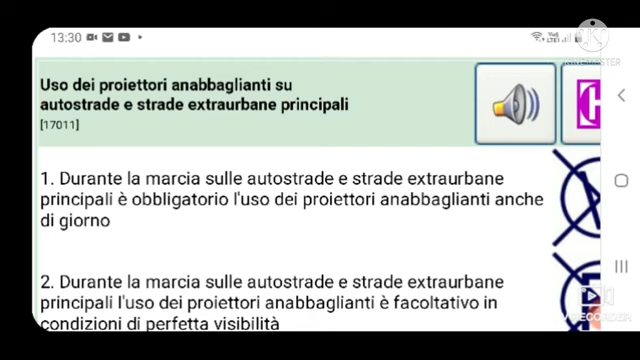 13:30
Uso dei proiettori anabbaglianti su
autostrade e strade extraurbane principali
[17011]
1. Durante la marcia sulle autostrade e strade extraurbane
principali è obbligatorio l'uso dei proiettori anabbaglianti anche
di giorno
2. Durante la marcia sulle autostrade e strade extraurbane
principali l'uso dei proiettori anabbaglianti è facoltativo in
condizioni di perfetta visibilità